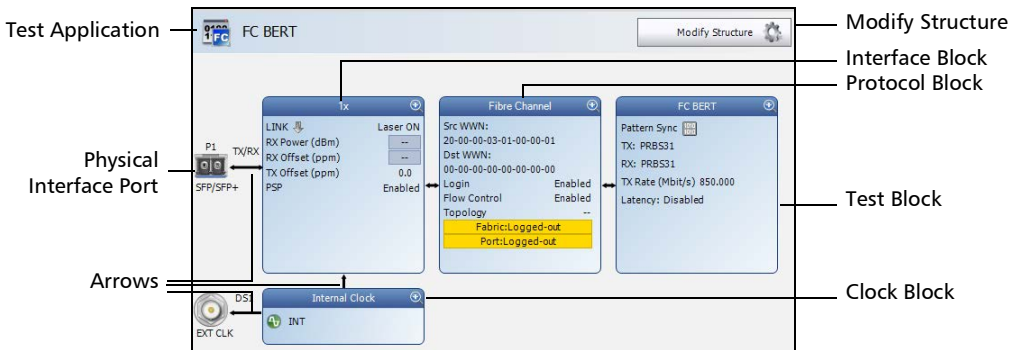 Test Application
FC BERT
Modify Structure
Modify Structure
Interface Block
Protocol Block
1x
LINK
Laser ON
RX Power (dBm)
--
RX Offset (ppm)
--
TX Offset (ppm)
0.0
PSP
Enabled
Fibre Channel
Src WWN:
20-00-00-03-01-00-00-01
Dst WWN:
00-00-00-00-00-00-00-00
Login
Enabled
Flow Control
Enabled
Topology
--
Fabric:Logged-out
Port:Logged-out
FC BERT
Pattern Sync
TX: PRBS31
RX: PRBS31
TX Rate (Mbit/s) 850.000
Latency: Disabled
P1
TX/RX
SFP/SFP+
Physical
Interface Port
Test Block
Arrows
DS1
EXT CLK
Internal Clock
INT
Clock Block